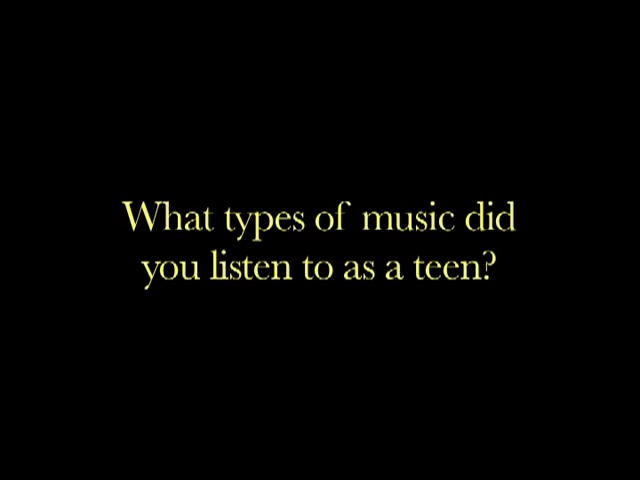 What types of music did
you listen to as a teen?